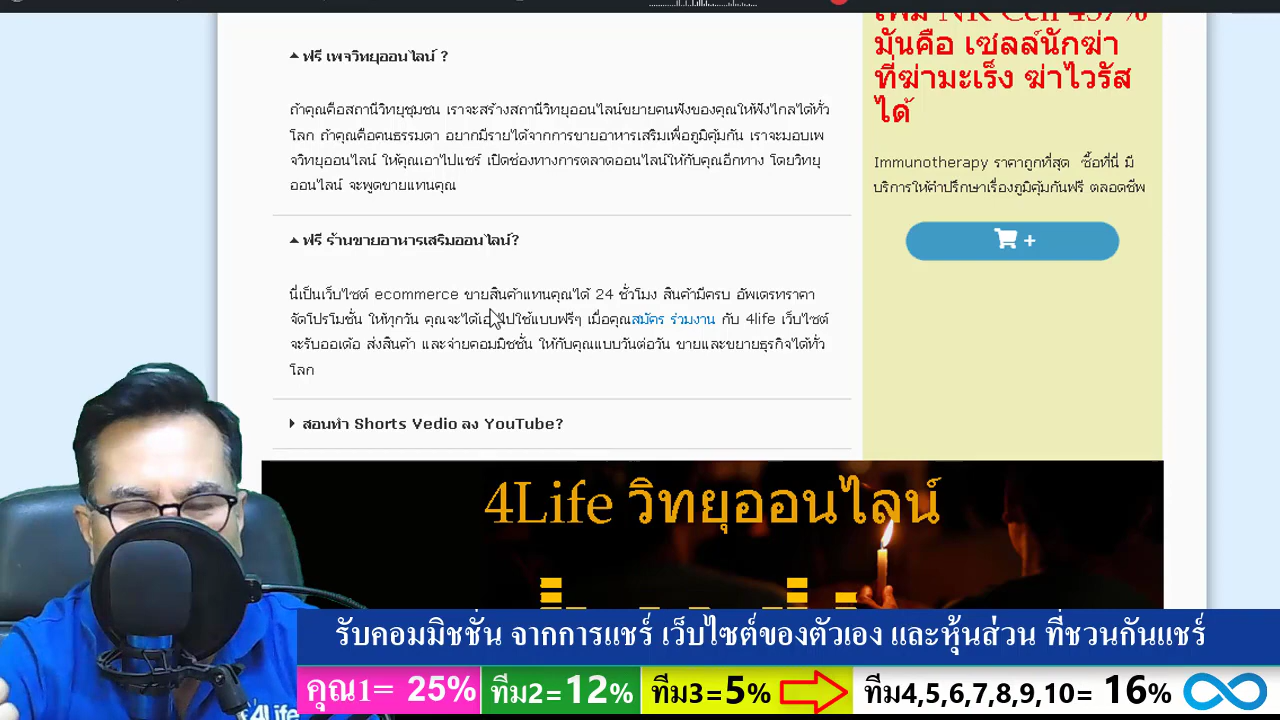 เพิ่ม NK Cell 437%
มันคือ เซลล์นักฆ่า
ที่ฆ่ามะเร็ง ฆ่าไวรัส
ได้
Immunotherapy ราคาถูกที่สุด ซื้อที่นี่ มี
บริการให้คำปรึกษาเรื่องภูมิคุ้มกันฟรี ตลอดชีพ
+
ฟรี เพจวิทยุออนไลน์ ?
ถ้าคุณคือสถานีวิทยุชุมชน เราจะสร้างสถานีวิทยุออนไลน์ขยายคนฟังของคุณให้ฟังไกลได้ทั่ว
โลก ถ้าคุณคือคนธรรมดา อยากมีรายได้จากการขายอาหารเสริมเพื่อภูมิคุ้มกัน เราจะมอบเพ
จวิทยุออนไลน์ ให้คุณเอาไปแชร์ เปิดช่องทางการตลาดออนไลน์ให้กับคุณอีกทาง โดยวิทยุ
ออนไลน์ จะพูดขายแทนคุณ
ฟรี ร้านขายอาหารเสริมออนไลน์?
นี่เป็นเว็บไซต์ ecommerce ขายสินค้าแทนคุณได้ 24 ชั่วโมง สินค้ามีครบ อัพเดรทราคา
จัดโปรโมชั่น ให้ทุกวัน คุณจะได้เอาไปใช้แบบฟรีๆ เมื่อคุณสมัคร ร่วมงาน กับ 4life เว็บไซต์
จะรับออเด้อ ส่งสินค้า และจ่ายคอมมิชชั่น ให้กับคุณแบบวันต่อวัน ขายและขยายธุรกิจได้ทั่ว
โลก
สอนทำ Shorts Vedio ลง YouTube?
4Life วิทยุออนไลน์
รับคอมมิชชั่น จากการแชร์ เว็บไซต์ของตัวเอง และหุ้นส่วน ที่ชวนกันแชร์
คุณ1= 25% ทีม2=12% ทีม3=5% ทีม4,5,6,7,8,9,10= 16%
4Life